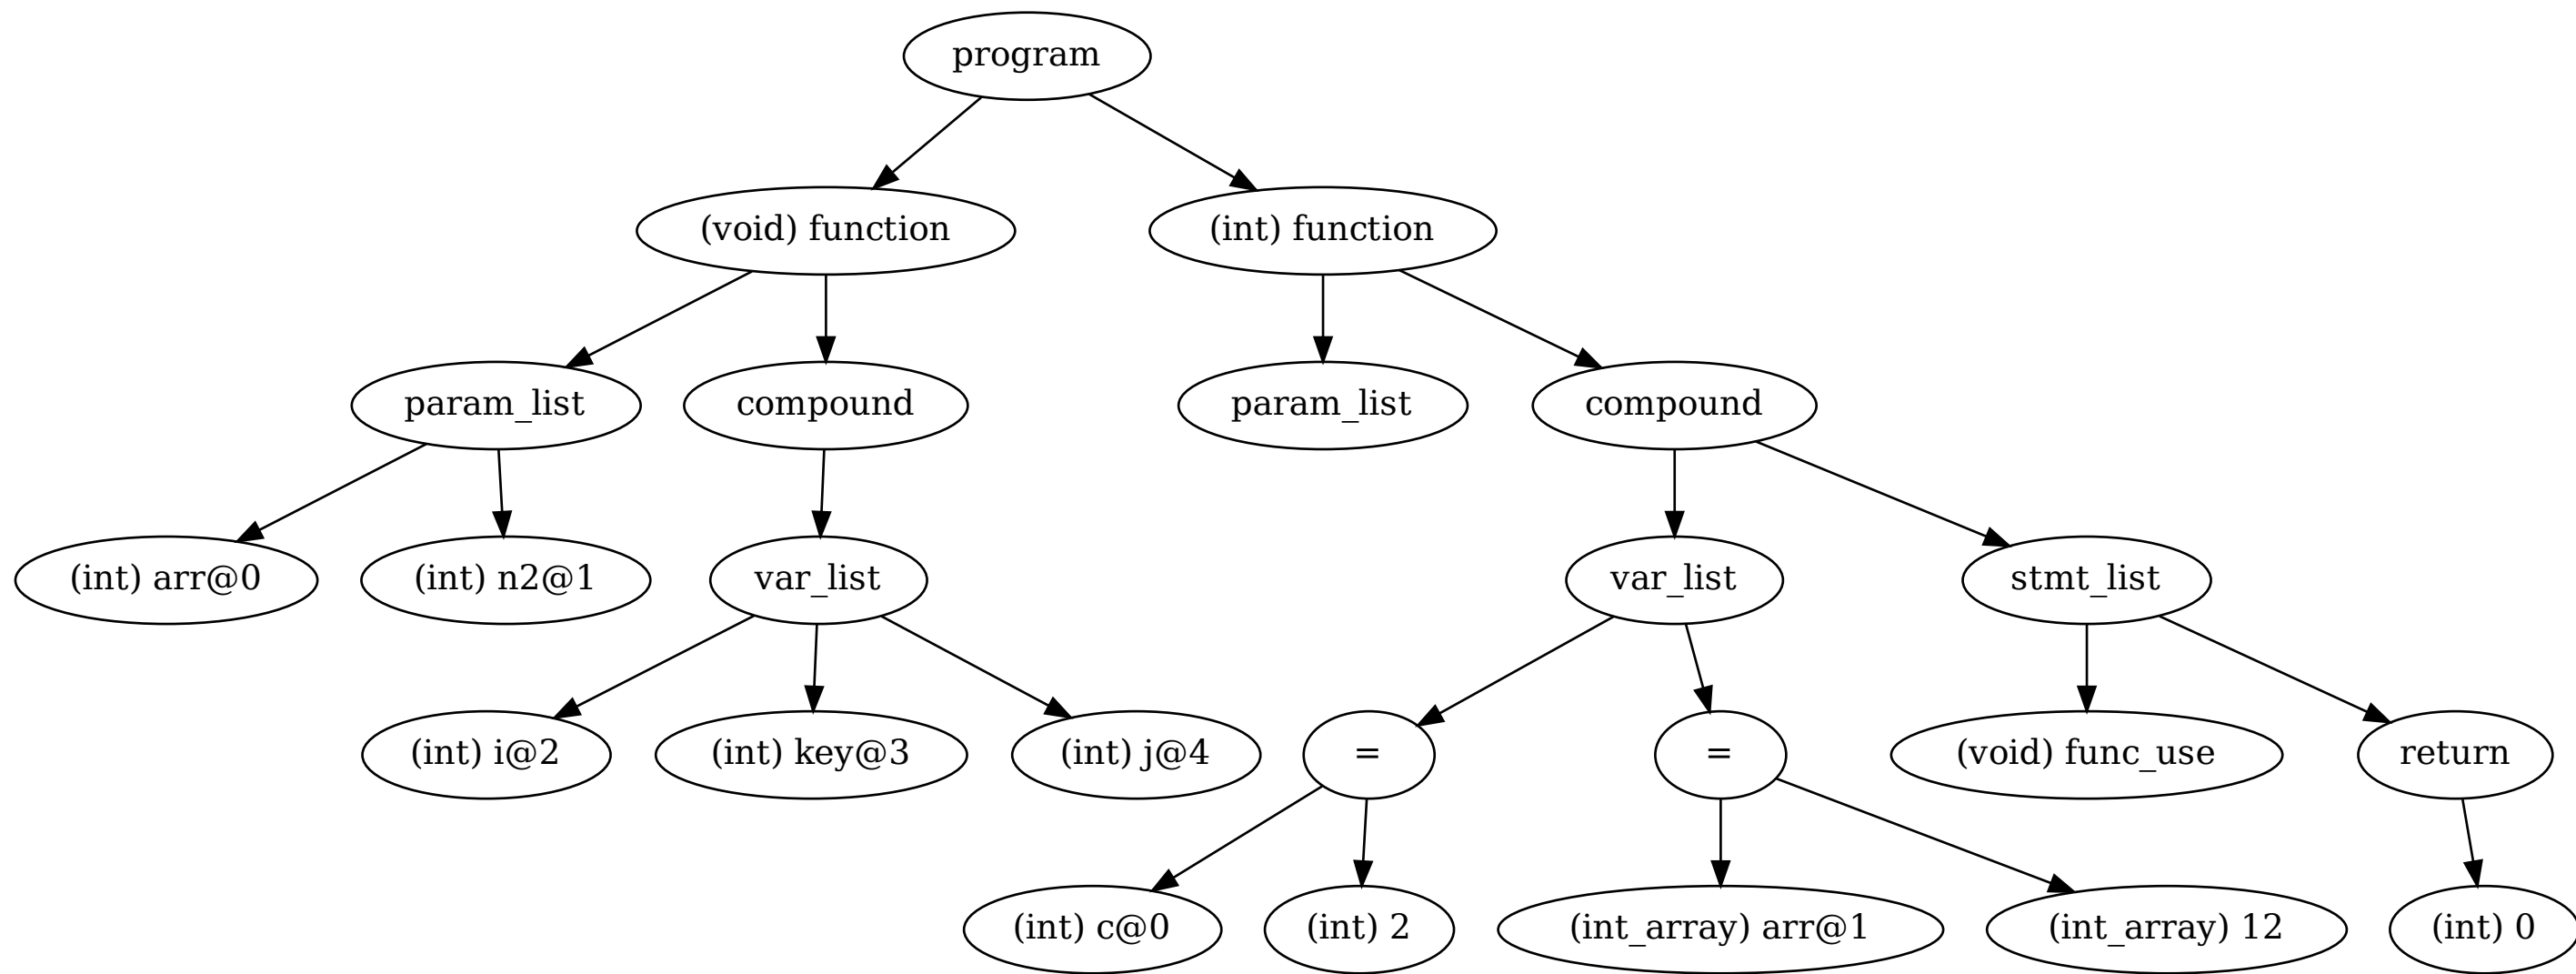 program
(void) function
(int) function
param_list
compound
param_list
compound
(int) arr@0
(int) n2@1
var_list
var_list
stmt_list
(int) i@2
(int) key@3
(int) j@4
=
=
(void) func_use
return
(int) c@0
(int) 2
(int_array) arr@1
(int_array) 12
(int) 0